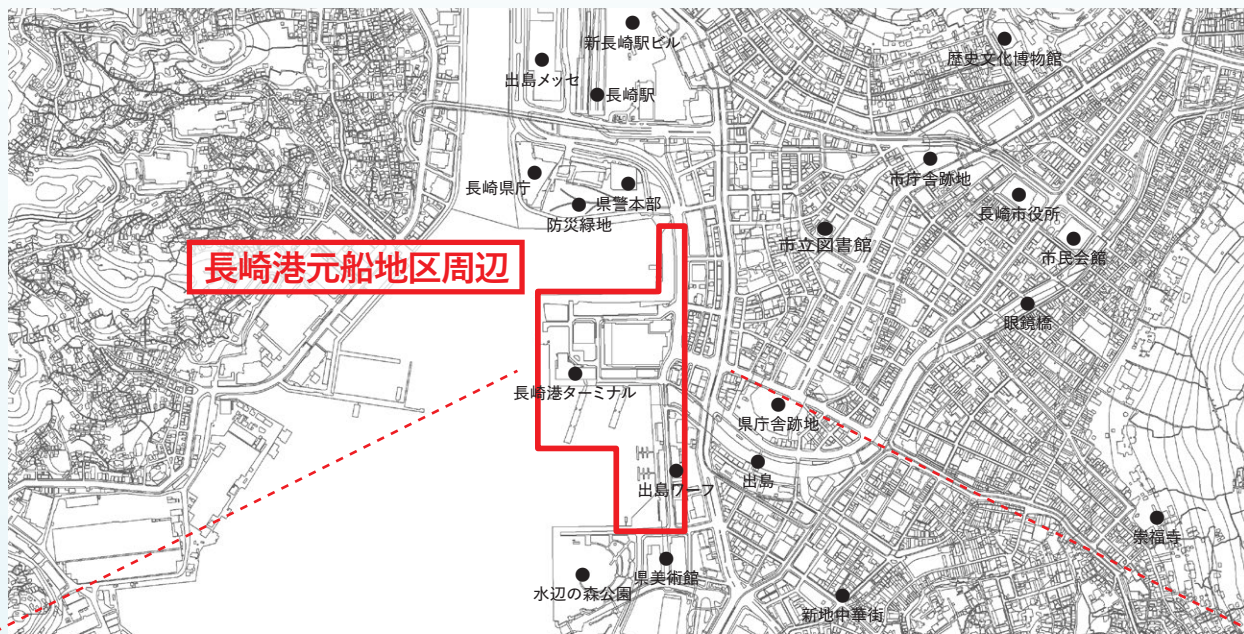 新長崎駅ビル
歴史文化博物館
出島メッセ
長崎駅
市庁舎跡地
長崎県庁
県警本部
長崎市役所
防災緑地
市立図書館
市民会館
長崎港元船地区周辺
眼鏡橋
長崎港ターミナル
県庁舎跡地
出島
出島ワーフ
崇福寺
県美術館
水辺の森公園
新地中華街